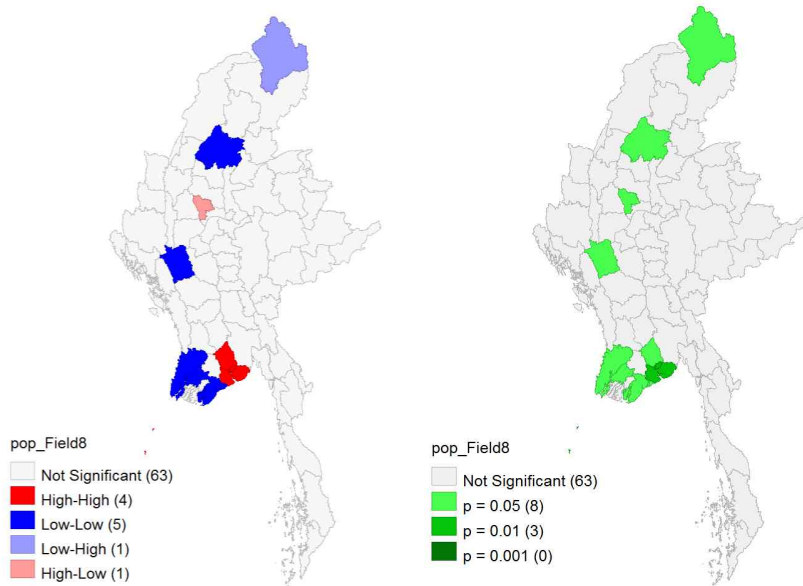 pop_Field8
Not Significant (63)
High-High (4)
Low-Low (5)
Low-High (1)
High-Low (1)
pop_Field8
Not Significant (63)
p = 0.05 (8)
p = 0.01 (3)
p = 0.001 (0)